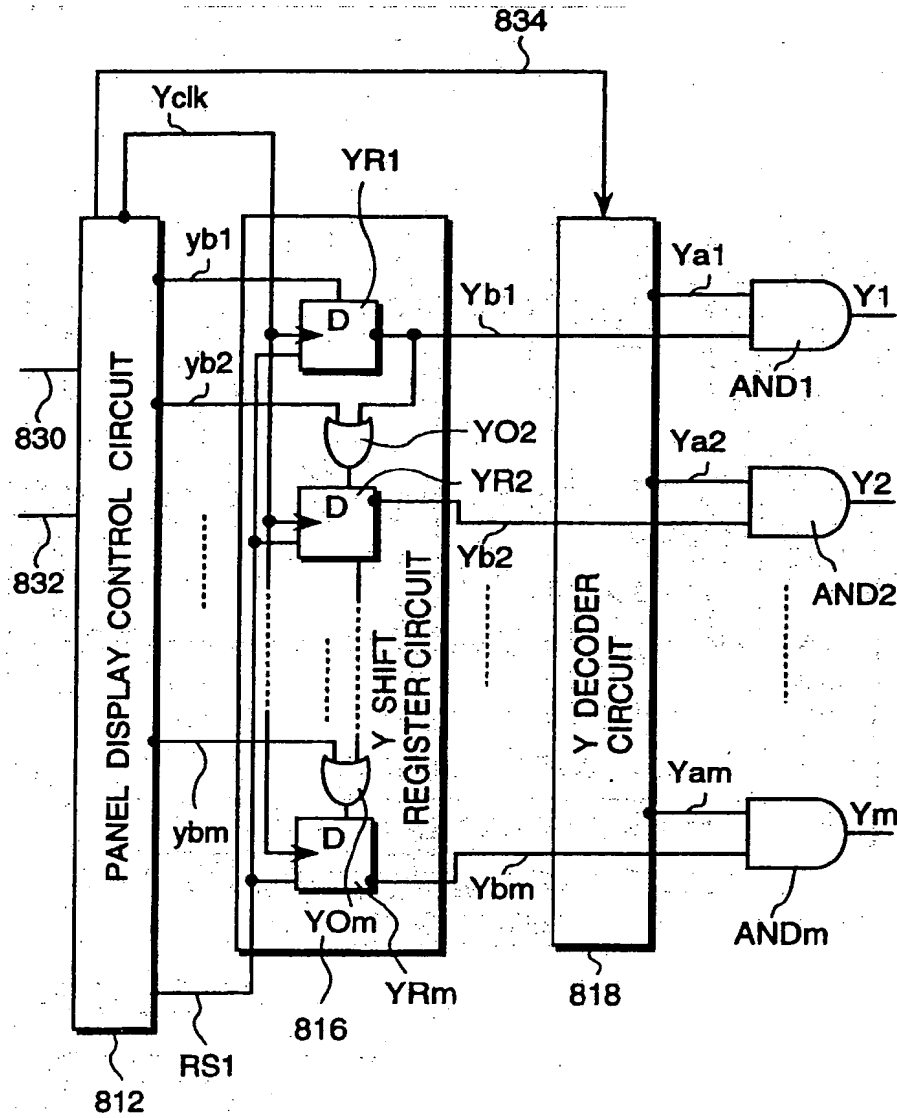 834
Yclk
YR1
yb1
D
Yb1
Ya1
Y1
AND1
yb2
830
YO2
Ya2
YR2
D
Y2
Yb2
832
AND2
PANEL DISPLAY CONTROL CIRCUIT
Y SHIFT
REGISTER CIRCUIT
Y DECODER
CIRCUIT
ybm
D
Yam
Ym
Ybm
YOm
ANDm
YRm
816
818
RS1
812